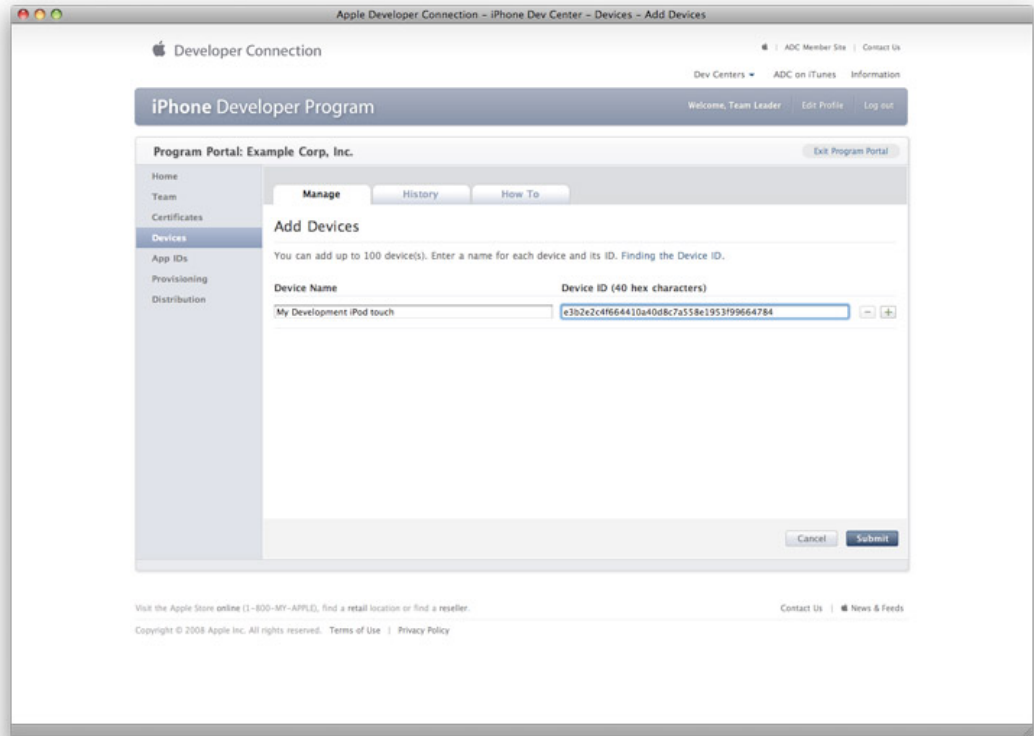 Apple Developer Connection – iPhone Dev Center – Devices – Add Devices
Developer Connection
| ADC Member Site | Contact Us
Dev Centers ADC on iTunes Information
iPhone Developer Program
Welcome, Team Leader | Edit Profile | Log out
Program Portal: Example Corp, Inc.
Exit Program Portal
Home
Team
Certificates
Devices
App IDs
Provisioning
Distribution
Manage History How To
Add Devices
You can add up to 100 device(s). Enter a name for each device and its ID. Finding the Device ID.
Device Name Device ID (40 hex characters)
My Development iPod touch e3b2e2c4f664410a40d8c7a558e1953f99664784
Cancel Submit
Visit the Apple Store online (1-800-MY-APPLE), find a retail location or find a reseller.
Contact Us | News & Feeds
Copyright © 2008 Apple Inc. All rights reserved. Terms of Use | Privacy Policy